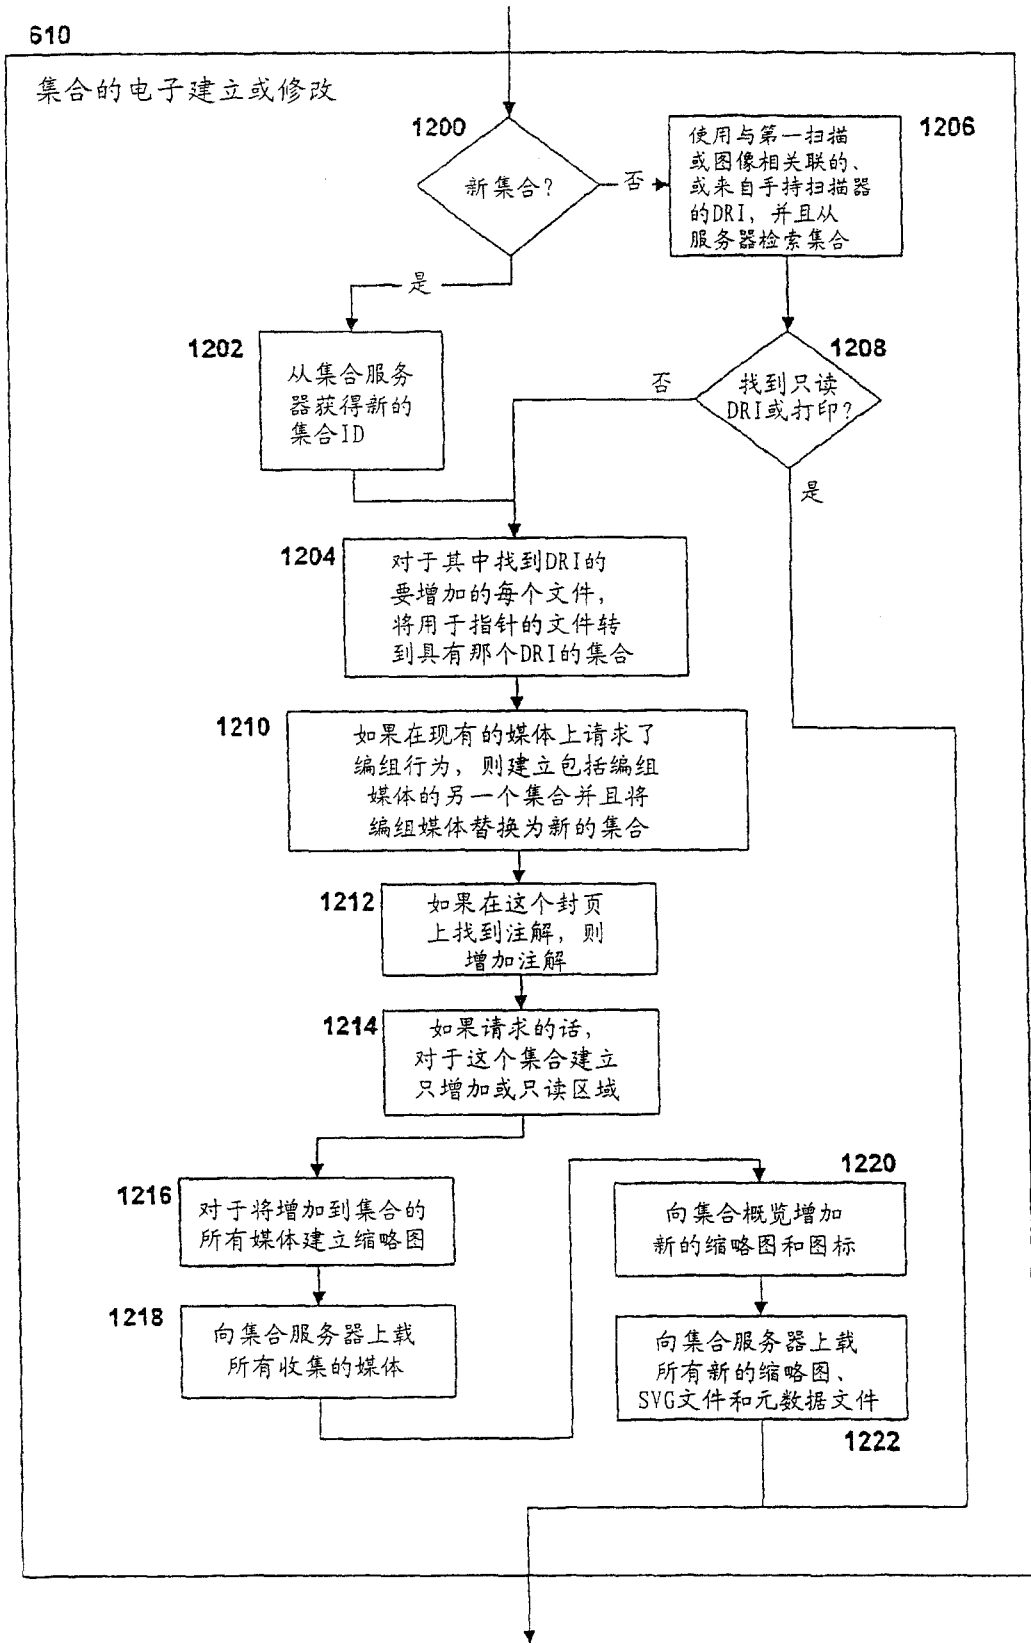 610
集合的电子建立或修改
1200
新集合?
否
1206
使用与第一扫描
或图像相关联的、
或来自手持扫描器
的DRI，并且从
服务器检索集合
是
1202
从集合服务
器获得新的
集合ID
1208
找到只读
DRI或打印?
否
是
1204
对于其中找到DRI的
要增加的每个文件，
将用于指针的文件转
到具有那个DRI的集合
1210
如果在现有的媒体上请求了
编组行为，则建立包括编组
媒体的另一个集合并且将
编组媒体替换为新的集合
1212
如果在这个封页
上找到注解，则
增加注解
1214
如果请求的话，
对于这个集合建立
只增加或只读区域
1216
对于将增加到集合的
所有媒体建立缩略图
1218
向集合服务器上载
所有收集的媒体
1220
向集合概览增加
新的缩略图和图标
向集合服务器上载
所有新的缩略图、
SVG文件和元数据文件
1222